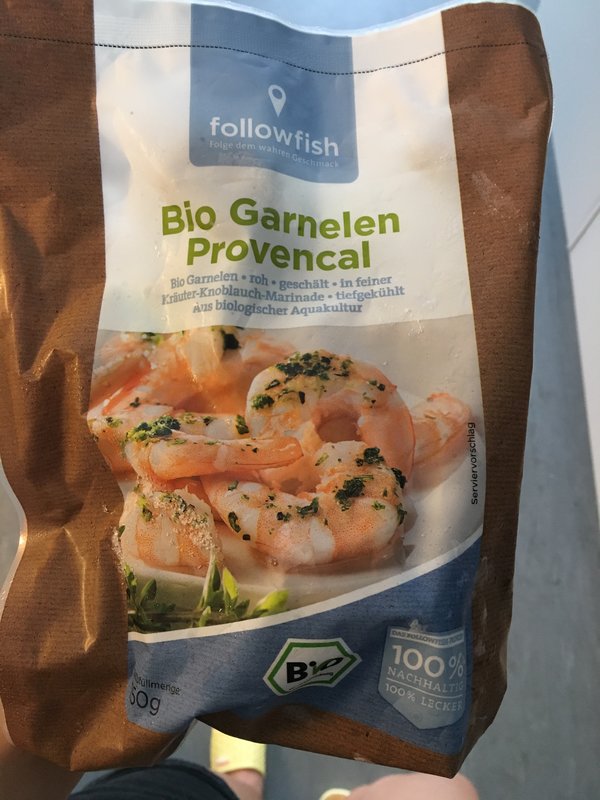 followfish
Folge dem wahren Geschmack
Bio Garnelen
Provencal
Bio Garnelen • roh • geschält • in feiner
Kräuter-Knoblauch-Marinade • tiefgekühlt
Aus biologischer Aquakultur
Serviervorschlag
Bio
DAS FOLLOWFISH
100%
NACHHALTIG
100% LECKER